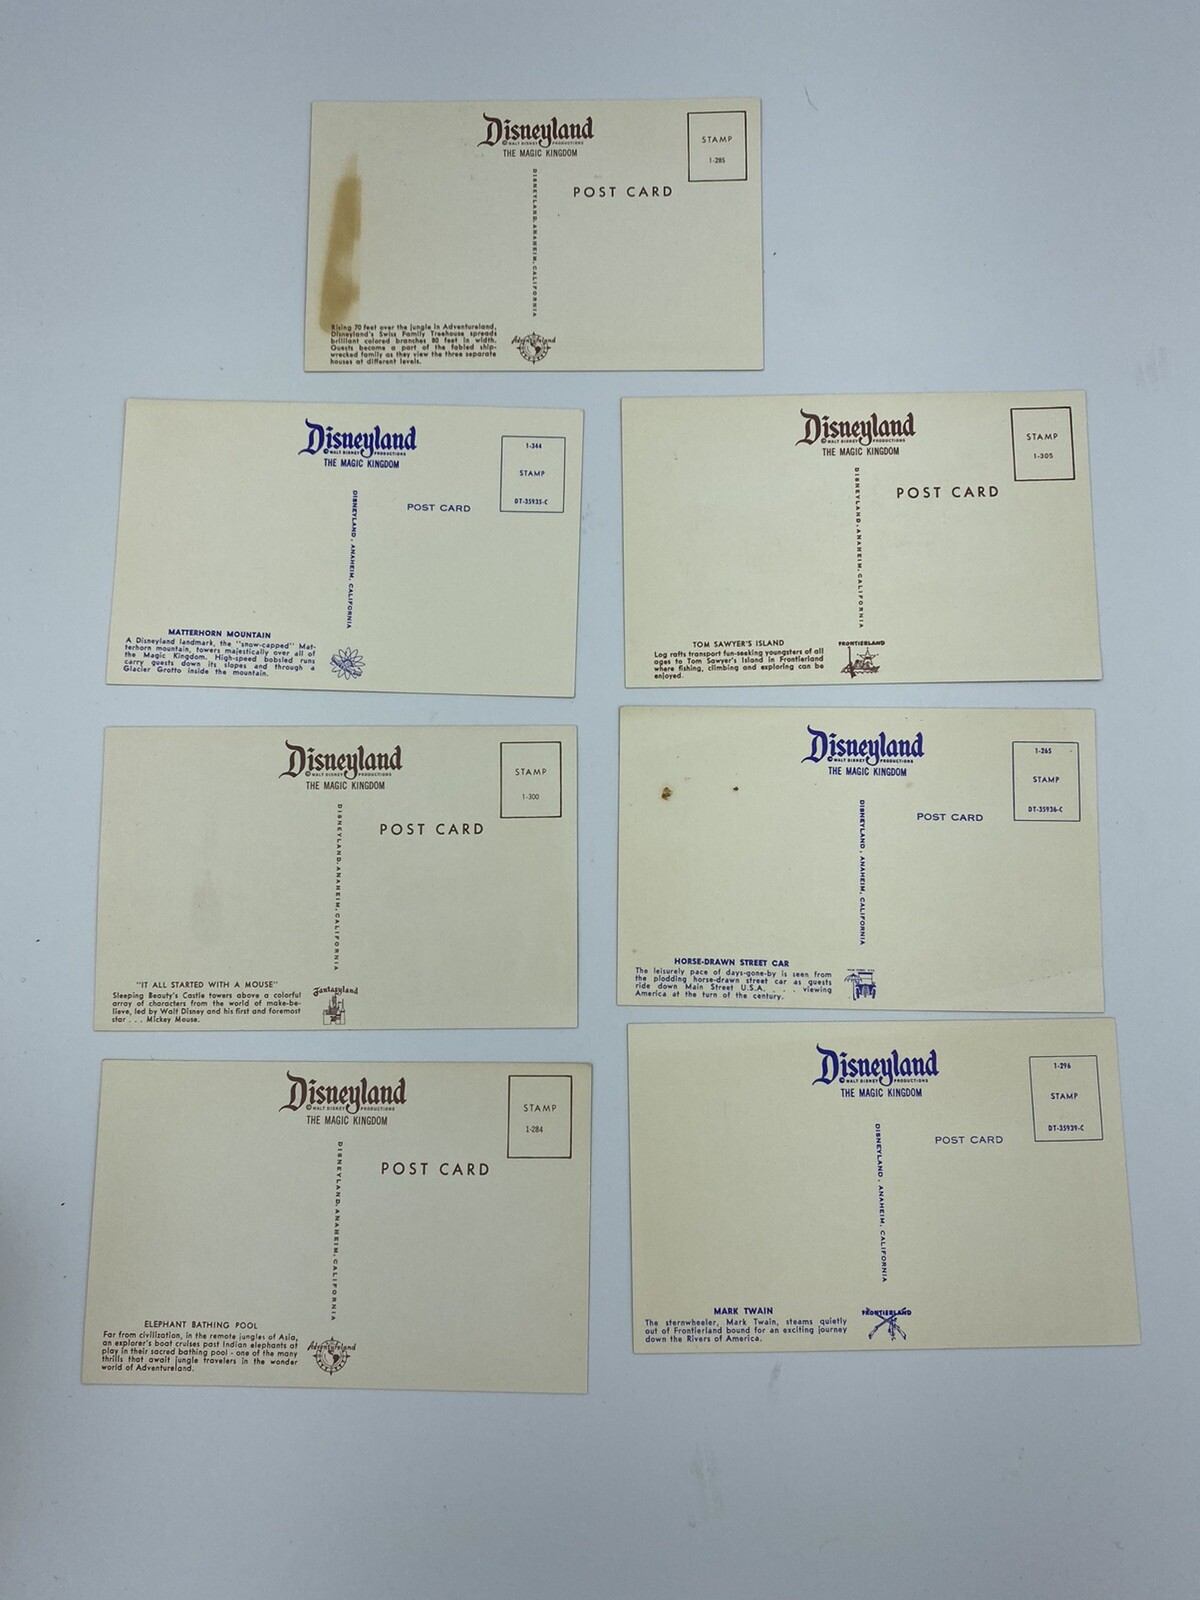 Disneyland
© WALT DISNEY PRODUCTIONS
THE MAGIC KINGDOM
STAMP
1-285
POST CARD
DISNEYLAND, ANAHEIM, CALIFORNIA
Rising 70 feet over the jungle in Adventureland,
Disneyland's Swiss Family Treehouse spreads
brilliant colored branches 80 feet in width.
Guests become a part of the fabled ship-
wrecked family as they view the three separate
houses at different levels.
Adventureland
Disneyland
© WALT DISNEY PRODUCTIONS
THE MAGIC KINGDOM
1-344
STAMP
DT-35935-C
POST CARD
DISNEYLAND, ANAHEIM, CALIFORNIA
MATTERHORN MOUNTAIN
A Disneyland landmark, the "snow-capped" Mat-
terhorn mountain, towers majestically over all of
the Magic Kingdom. High-speed bobsled runs
carry guests down its slopes and through a
Glacier Grotto inside the mountain.
Disneyland
© WALT DISNEY PRODUCTIONS
THE MAGIC KINGDOM
STAMP
1-305
POST CARD
DISNEYLAND, ANAHEIM, CALIFORNIA
TOM SAWYER'S ISLAND
Log rafts transport fun-seeking youngsters of all
ages to Tom Sawyer's Island in Frontierland
where fishing, climbing and exploring can be
enjoyed.
FRONTIERLAND
Disneyland
© WALT DISNEY PRODUCTIONS
THE MAGIC KINGDOM
STAMP
1-300
POST CARD
DISNEYLAND, ANAHEIM, CALIFORNIA
"IT ALL STARTED WITH A MOUSE"
Sleeping Beauty's Castle towers above a colorful
array of characters from the world of make-be-
lieve, led by Walt Disney and his first and foremost
star . . . Mickey Mouse.
Fantasyland
Disneyland
© WALT DISNEY PRODUCTIONS
THE MAGIC KINGDOM
1-265
STAMP
DT-35936-C
POST CARD
DISNEYLAND, ANAHEIM, CALIFORNIA
HORSE-DRAWN STREET CAR
The leisurely pace of days-gone-by is seen from
the plodding horse-drawn street car as guests
ride down Main Street U.S.A. . . . viewing
America at the turn of the century.
Disneyland
© WALT DISNEY PRODUCTIONS
THE MAGIC KINGDOM
STAMP
1-284
POST CARD
DISNEYLAND, ANAHEIM, CALIFORNIA
ELEPHANT BATHING POOL
Far from civilization, in the remote jungles of Asia,
an explorer's boat cruises past Indian elephants at
play in their sacred bathing pool - one of the many
thrills that await jungle travelers in the wonder
world of Adventureland.
Adventureland
Disneyland
© WALT DISNEY PRODUCTIONS
THE MAGIC KINGDOM
1-296
STAMP
DT-35939-C
POST CARD
DISNEYLAND, ANAHEIM, CALIFORNIA
MARK TWAIN
The sternwheeler, Mark Twain, steams quietly
out of Frontierland bound for an exciting journey
down the Rivers of America.
FRONTIERLAND